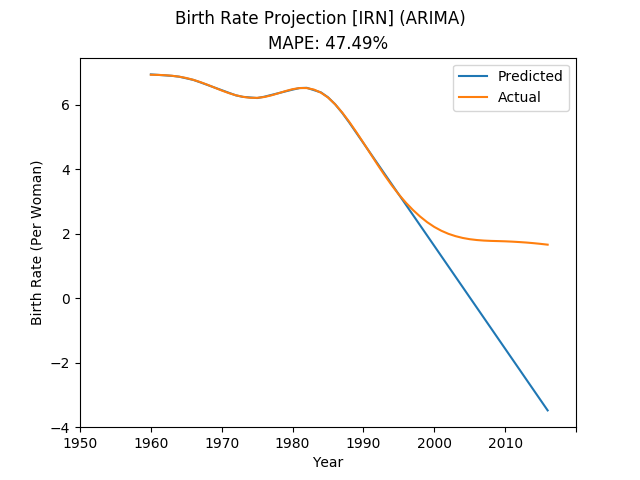 Birth Rate Projection [IRN] (ARIMA)
MAPE: 47.49%
Predicted
Actual
6
4
2
0
−2
−4
Birth Rate (Per Woman)
1950 1960 1970 1980 1990 2000 2010
Year